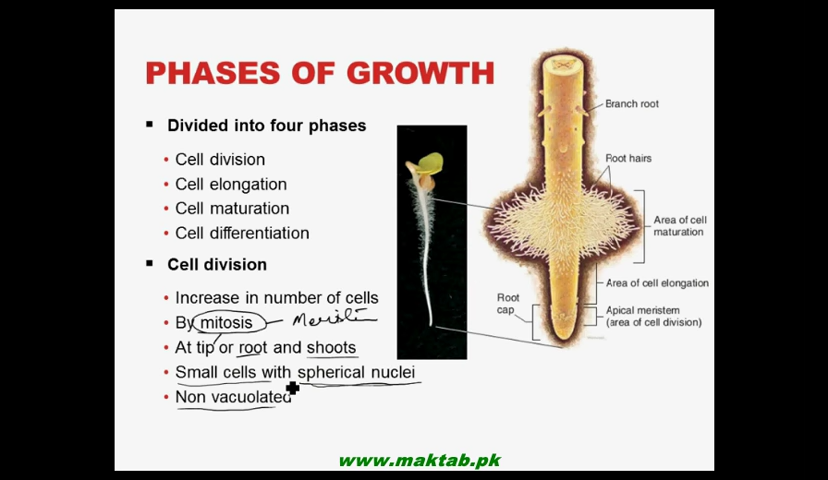 PHASES OF GROWTH
Divided into four phases
Cell division
Cell elongation
Cell maturation
Cell differentiation
Cell division
Increase in number of cells
By mitosis
At tip or root and shoots
Small cells with spherical nuclei
Non vacuolated
Branch root
Root hairs
Area of cell
maturation
Area of cell elongation
Root
cap
Apical meristem
(area of cell division)
www.maktab.pk